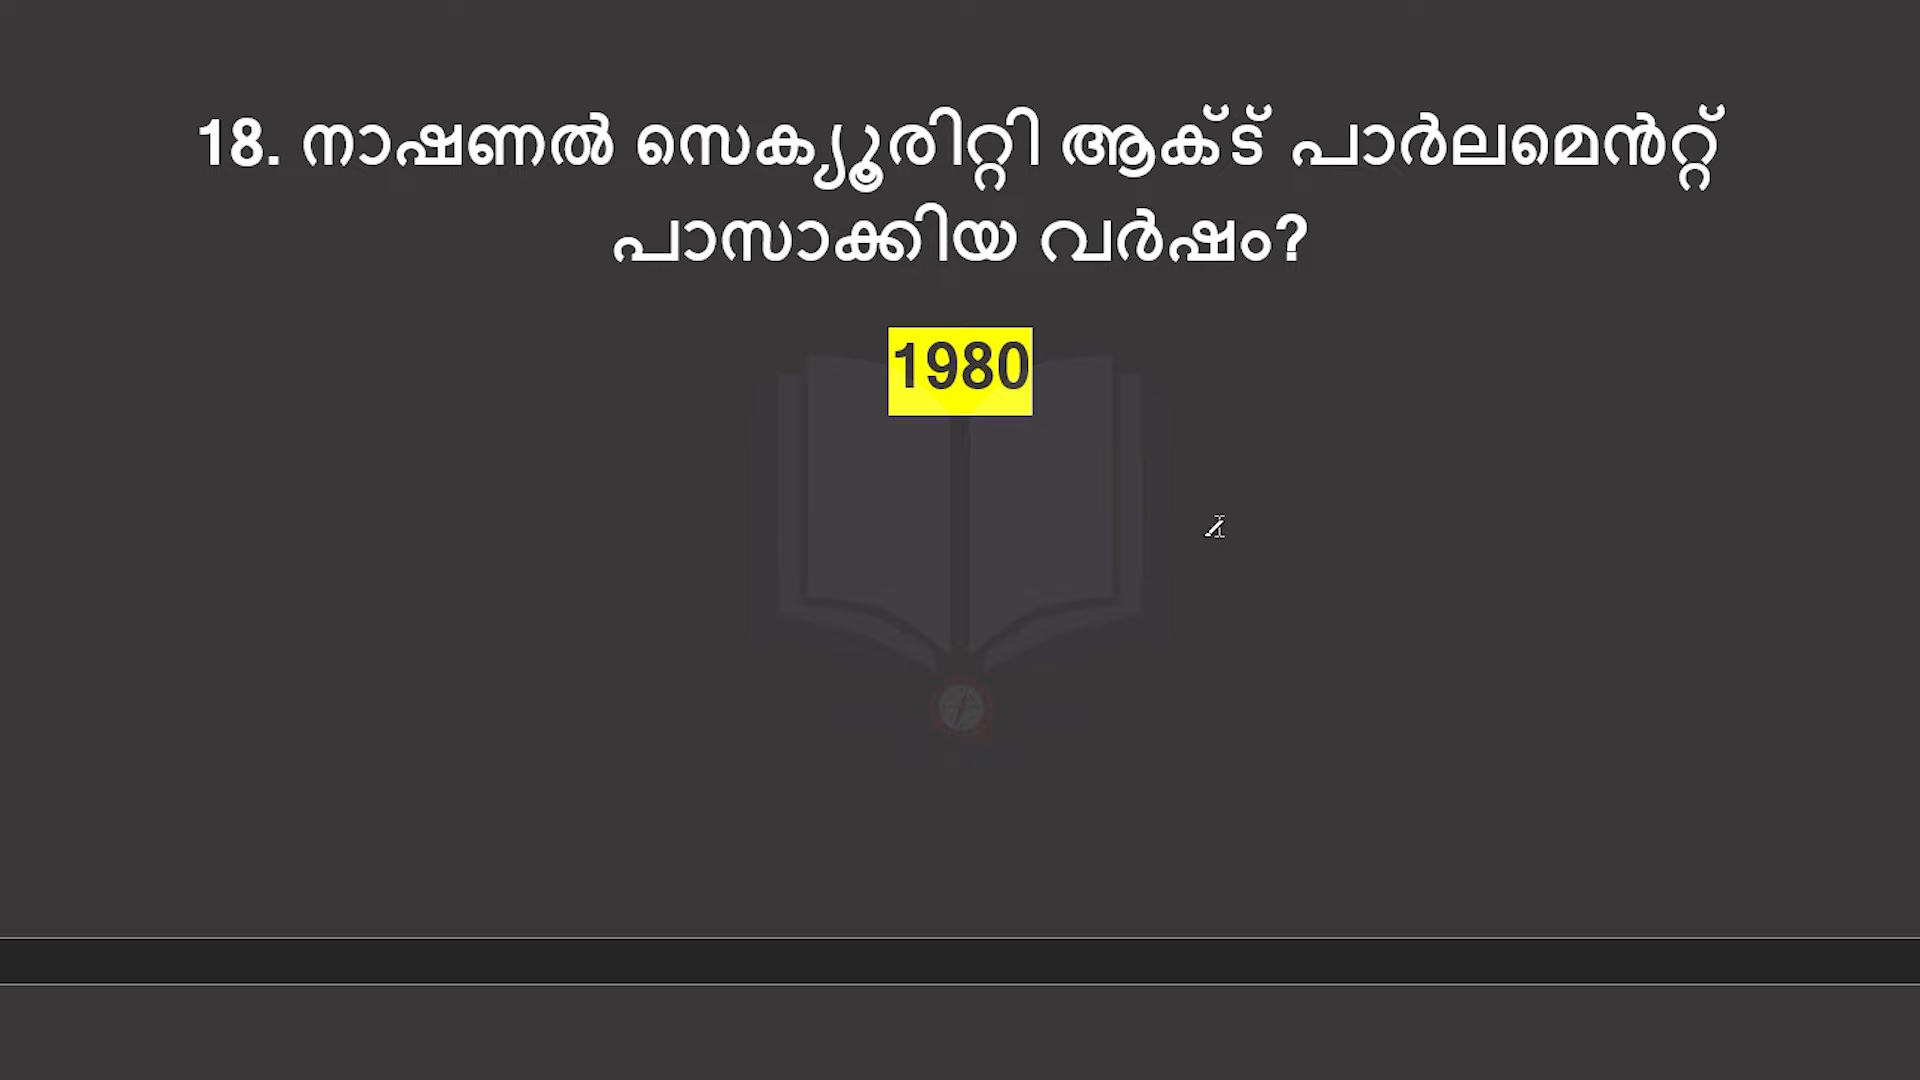 18. നാഷണൽ സെക്യൂരിറ്റി ആക്ട് പാർലമെൻറ്റ്
പാസാക്കിയ വർഷം?
1980